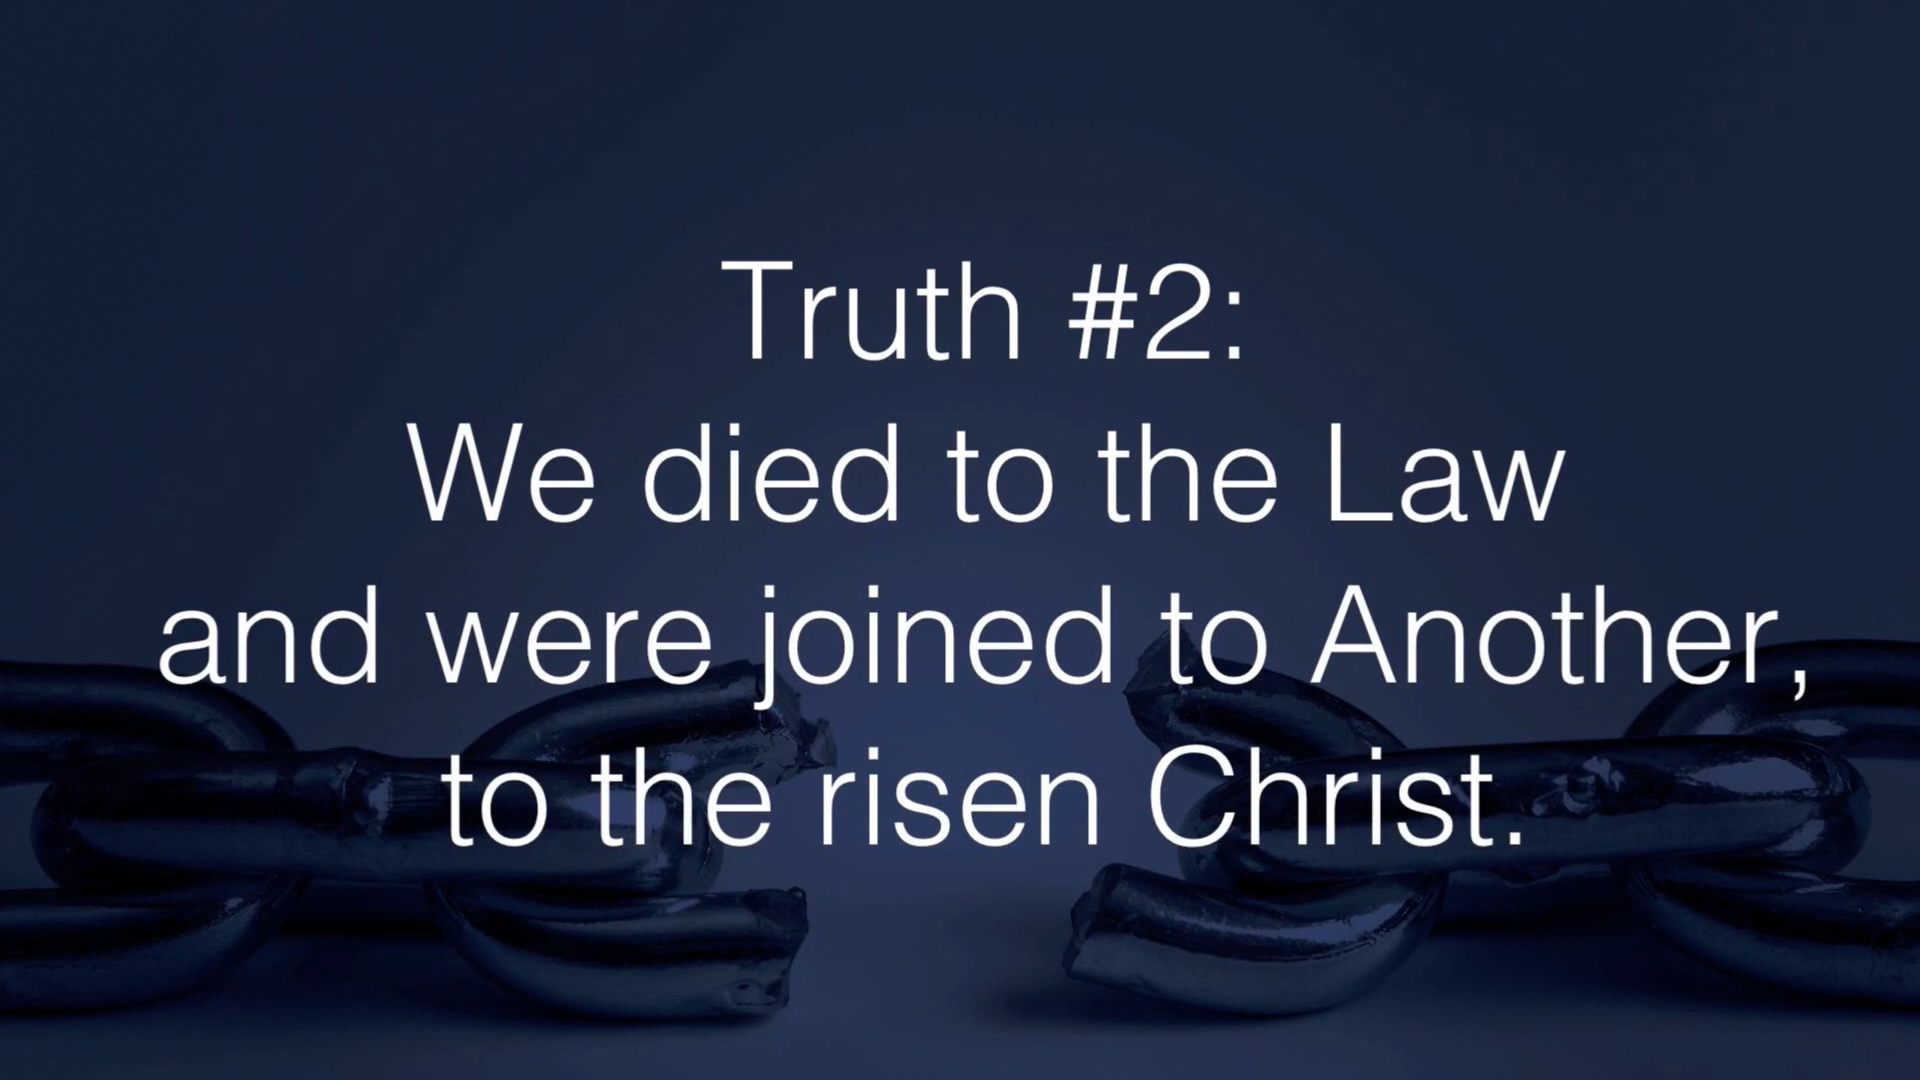 Truth #2:
We died to the Law
and were joined to Another,
to the risen Christ.